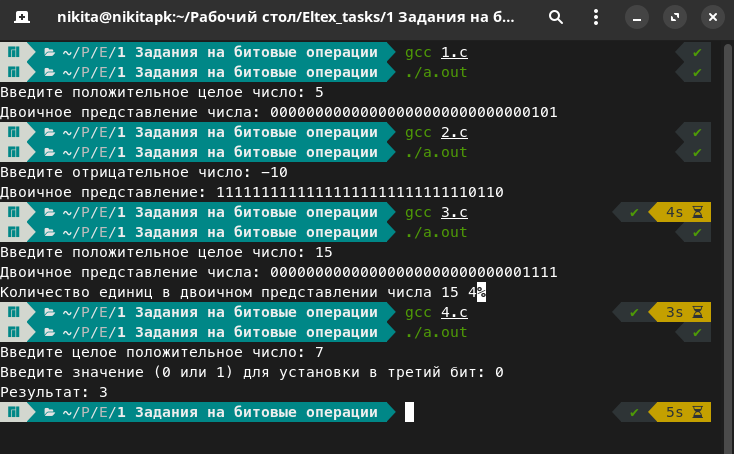 nikita@nikitapk:~/Рабочий стол/Eltex_tasks/1 Задания на б...
~/Р/E/1 Задания на битовые операции gcc 1.c ✔
~/Р/E/1 Задания на битовые операции ./a.out ✔
Введите положительное целое число: 5
Двоичное представление числа: 00000000000000000000000000000101
~/Р/E/1 Задания на битовые операции gcc 2.c ✔
~/Р/E/1 Задания на битовые операции ./a.out ✔
Введите отрицательное число: -10
Двоичное представление: 11111111111111111111111111110110
~/Р/E/1 Задания на битовые операции gcc 3.c ✔ 4s
~/Р/E/1 Задания на битовые операции ./a.out ✔
Введите положительное целое число: 15
Двоичное представление числа: 00000000000000000000000000001111
Количество единиц в двоичном представлении числа 15 4%
~/Р/E/1 Задания на битовые операции gcc 4.c ✔ 3s
~/Р/E/1 Задания на битовые операции ./a.out ✔
Введите целое положительное число: 7
Введите значение (0 или 1) для установки в третий бит: 0
Результат: 3
~/Р/E/1 Задания на битовые операции ✔ 5s